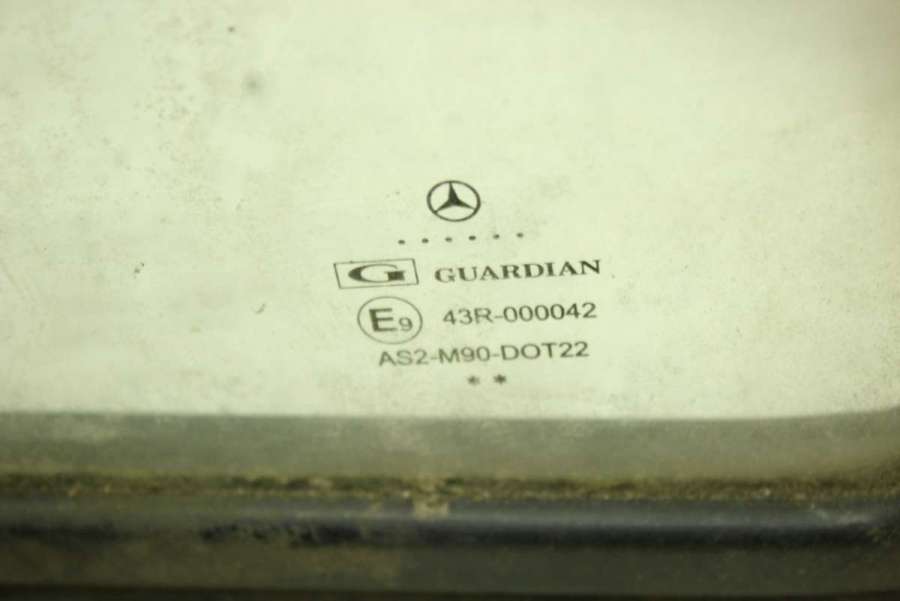 G GUARDIAN
E9 43R-000042
AS2-M90-DOT22